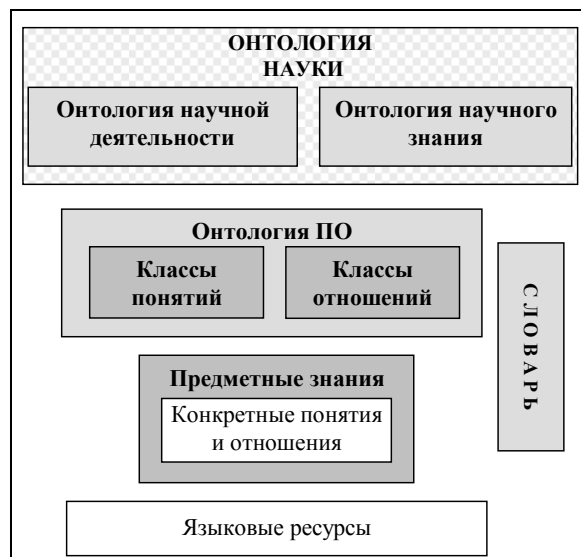 ОНТОЛОГИЯ
НАУКИ
Онтология научной
деятельности
Онтология научного
знания
Онтология ПО
Классы
понятий
Классы
отношений
СЛОВАРЬ
Предметные знания
Конкретные понятия
и отношения
Языковые ресурсы